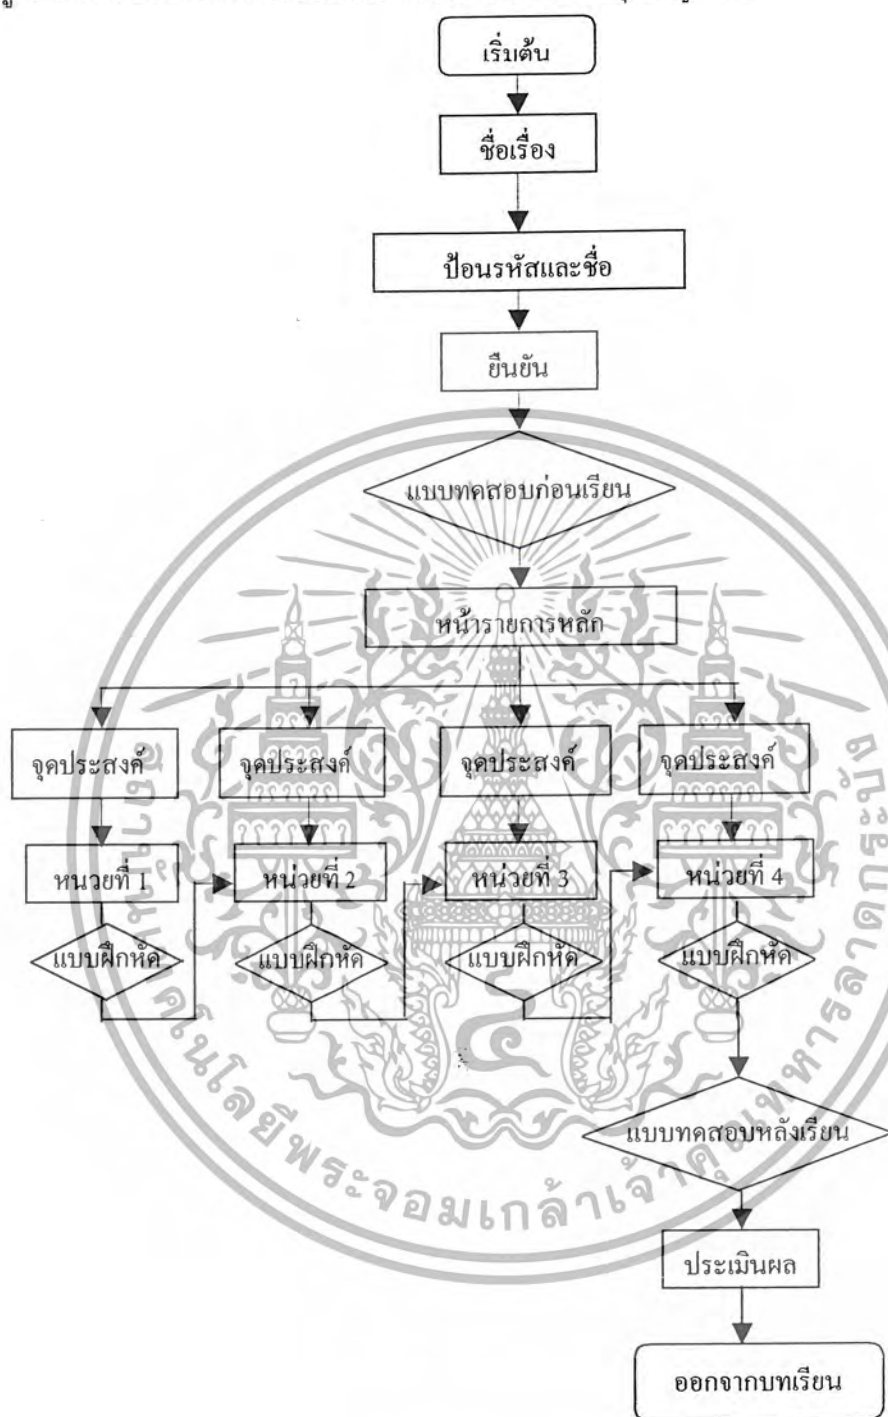 เริ่มต้น
ชื่อเรื่อง
ป้อนรหัสและชื่อ
ยืนยัน
แบบทดสอบก่อนเรียน
หน้ารายการหลัก
จุดประสงค์ จุดประสงค์ จุดประสงค์ จุดประสงค์
หน่วยที่ 1 หน่วยที่ 2 หน่วยที่ 3 หน่วยที่ 4
แบบฝึกหัด แบบฝึกหัด แบบฝึกหัด แบบฝึกหัด
แบบทดสอบหลังเรียน
ประเมินผล
ออกจากบทเรียน